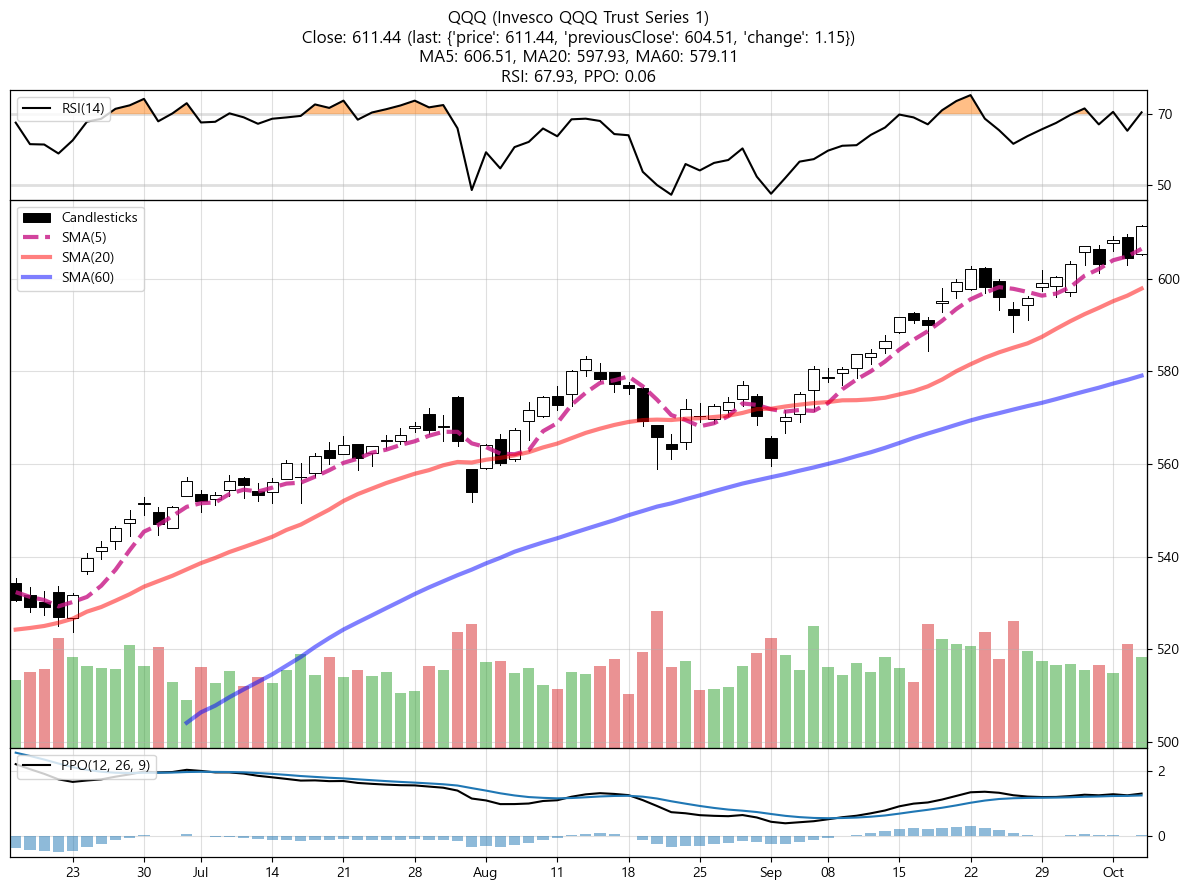 QQQ (Invesco QQQ Trust Series 1)
Close: 611.44 (last: {'price': 611.44, 'previousClose': 604.51, 'change': 1.15})
MA5: 606.51, MA20: 597.93, MA60: 579.11
RSI: 67.93, PPO: 0.06
RSI(14)
70
50
Candlesticks
SMA(5)
SMA(20)
SMA(60)
600
580
560
540
520
500
PPO(12, 26, 9)
2
0
23 30 Jul 14 21 28 Aug 11 18 25 Sep 08 15 22 29 Oct